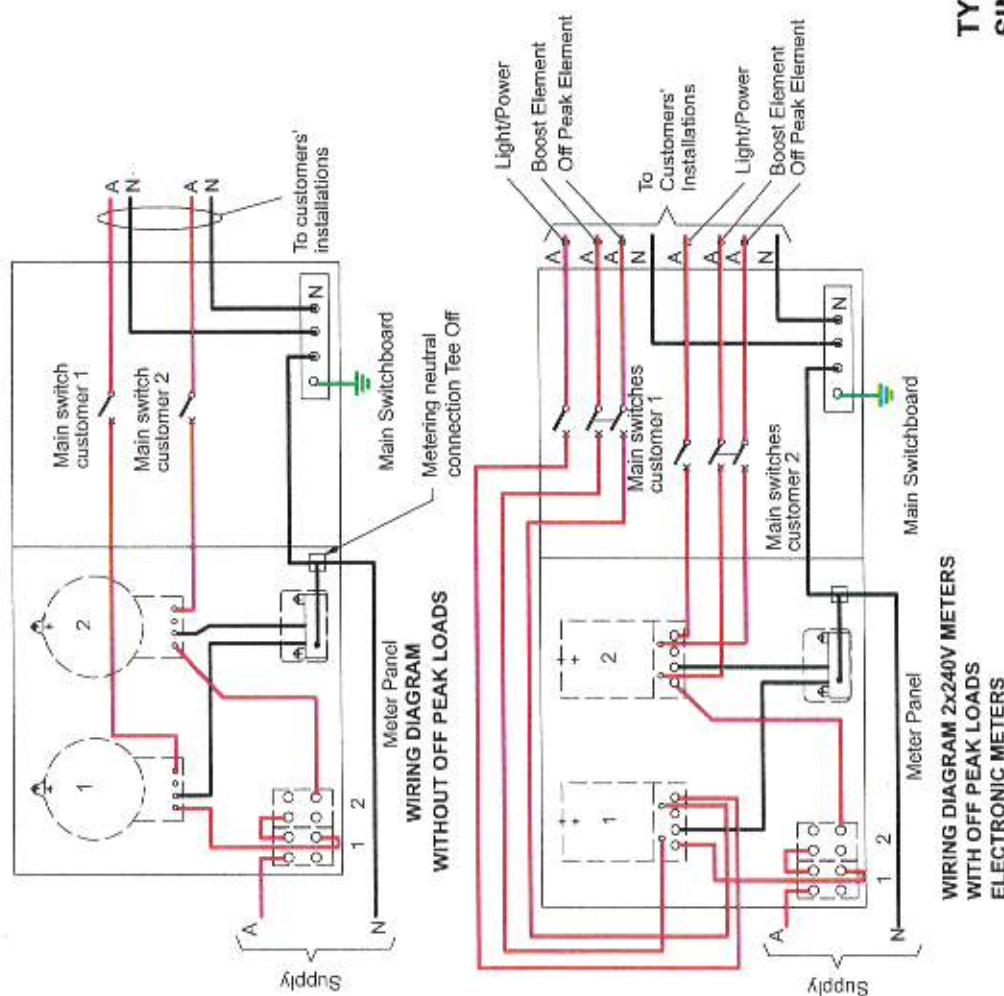 TY
SIN
Main switch
customer 1
Main switch
customer 2
A
N
A
N
To customers'
installations
N
Main Switchboard
Metering neutral
connection Tee Off
1
2
Meter Panel
1 2
A
N
Supply
WIRING DIAGRAM
WITHOUT OFF PEAK LOADS
Light/Power
Boost Element
Off Peak Element
To
Customers'
Installations
Light/Power
Boost Element
Off Peak Element
A
A
A
N
A
A
A
N
Main switches
customer 1
Main switches
customer 2
N
Main Switchboard
1
+ +
2
+ +
Meter Panel
1 2
A
N
Supply
WIRING DIAGRAM 2x240V METERS
WITH OFF PEAK LOADS
ELECTRONIC METERS